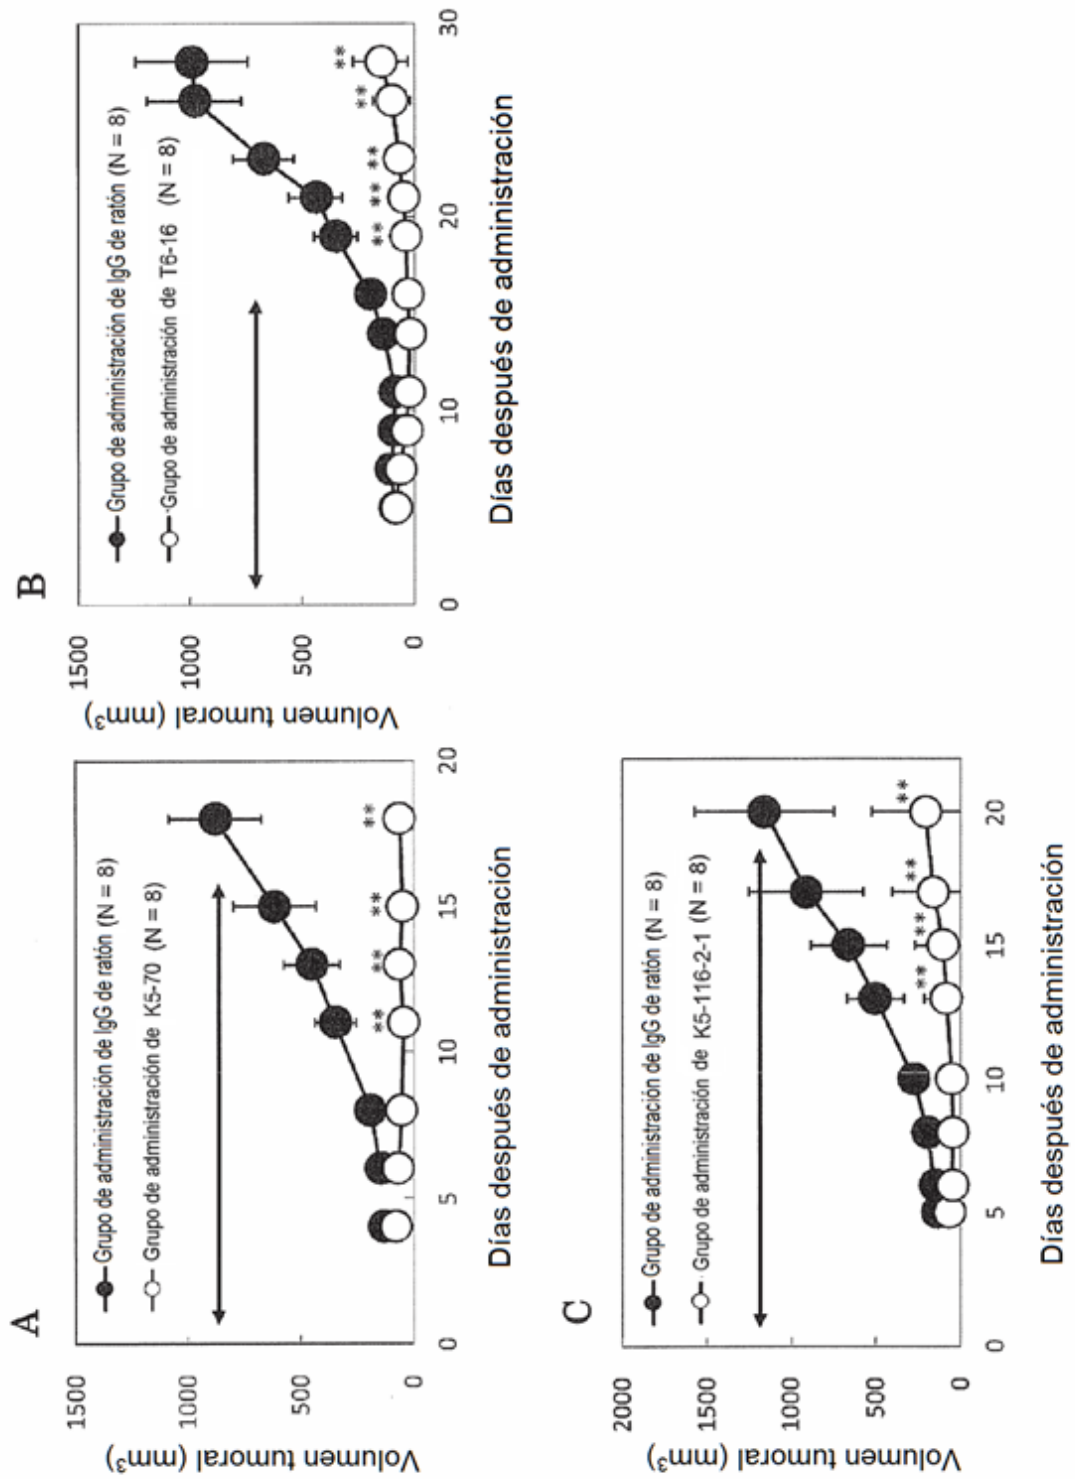 A
Volumen tumoral (mm³)
1500
1000
500
0
Grupo de administración de IgG de ratón (N = 8)
Grupo de administración de K5-70 (N = 8)
** ** ** **
0 5 10 15 20
Días después de administración
B
Volumen tumoral (mm³)
1500
1000
500
0
Grupo de administración de IgG de ratón (N = 8)
Grupo de administración de T6-16 (N = 8)
** ** ** ** **
0 10 20 30
Días después de administración
C
Volumen tumoral (mm³)
2000
1500
1000
500
0
Grupo de administración de IgG de ratón (N = 8)
Grupo de administración de K5-116-2-1 (N = 8)
** ** ** **
0 5 10 15 20
Días después de administración